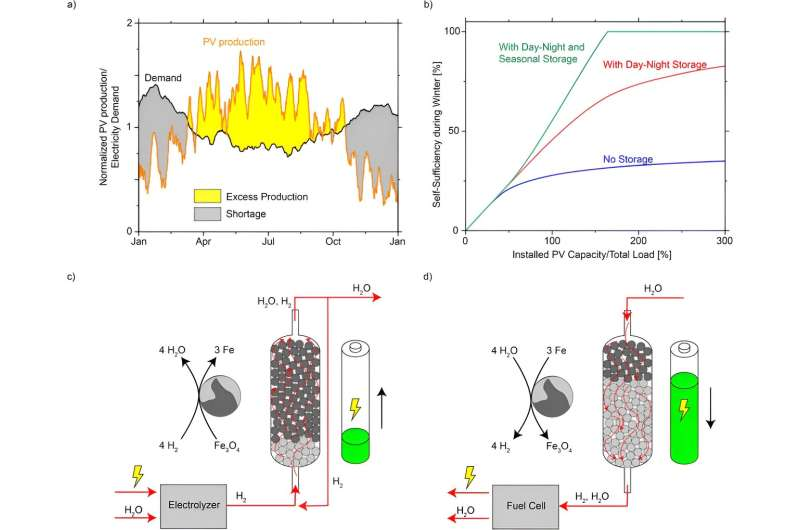 a)
2
1
0
Normalized PV production/
Electricity Demand
PV production
Demand
Excess Production
Shortage
Jan
Apr
Jul
Oct
Jan
b)
100
50
0
Self-Sufficiency during Winter [%]
With Day-Night and
Seasonal Storage
With Day-Night Storage
No Storage
0
100
200
300
Installed PV Capacity/Total Load [%]
c)
H₂O
H₂O, H₂
4 H₂O
3 Fe
4 H₂
Fe₃O₄
H₂
H₂O
Electrolyzer
H₂
d)
H₂O
4 H₂O
3 Fe
4 H₂
Fe₃O₄
H₂, H₂O
H₂O
Fuel Cell